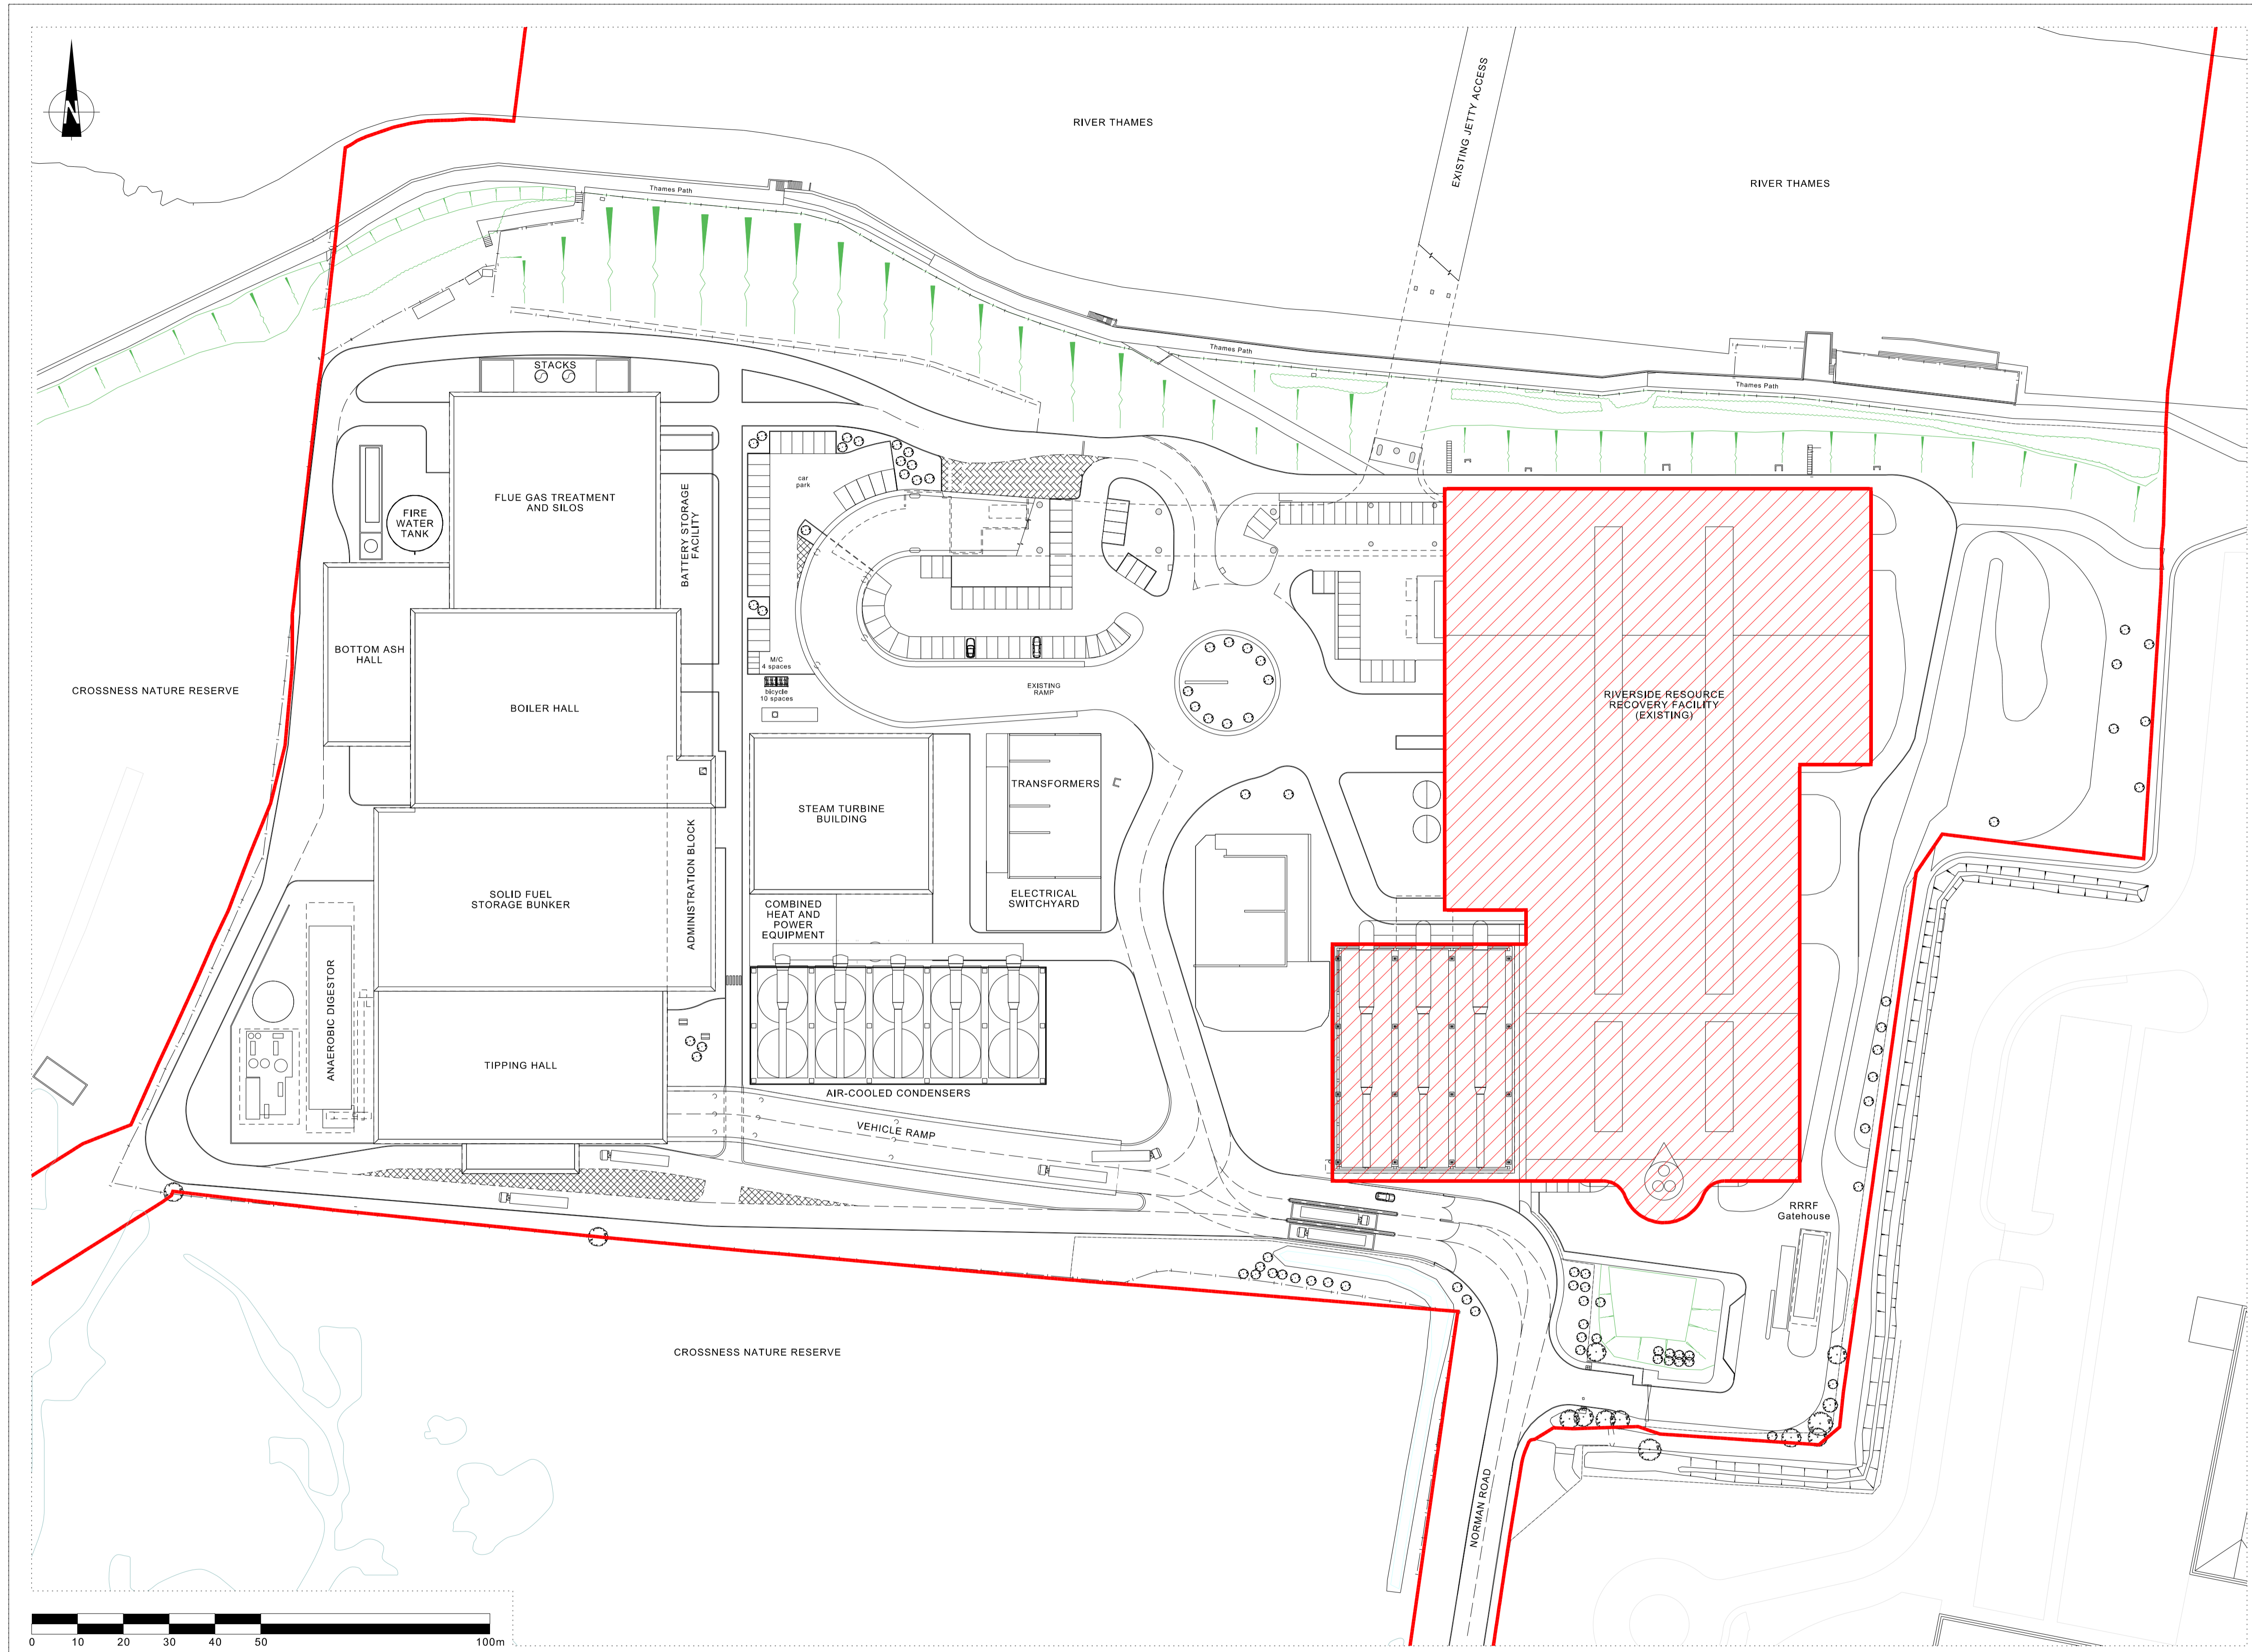 N
RIVER THAMES
EXISTING JETTY ACCESS
RIVER THAMES
Thames Path
Thames Path
Thames Path
STACKS
FLUE GAS TREATMENT
AND SILOS
FIRE
WATER
TANK
BATTERY STORAGE
FACILITY
car
park
BOTTOM ASH
HALL
CROSSNESS NATURE RESERVE
BOILER HALL
M/C
4 spaces
bicycle
10 spaces
EXISTING
RAMP
RIVERSIDE RESOURCE
RECOVERY FACILITY
(EXISTING)
TRANSFORMERS
STEAM TURBINE
BUILDING
ADMINISTRATION BLOCK
SOLID FUEL
STORAGE BUNKER
ELECTRICAL
SWITCHYARD
COMBINED
HEAT AND
POWER
EQUIPMENT
ANAEROBIC DIGESTOR
TIPPING HALL
AIR-COOLED CONDENSERS
VEHICLE RAMP
RRRF
Gatehouse
CROSSNESS NATURE RESERVE
NORMAN ROAD
0 10 20 30 40 50 100m